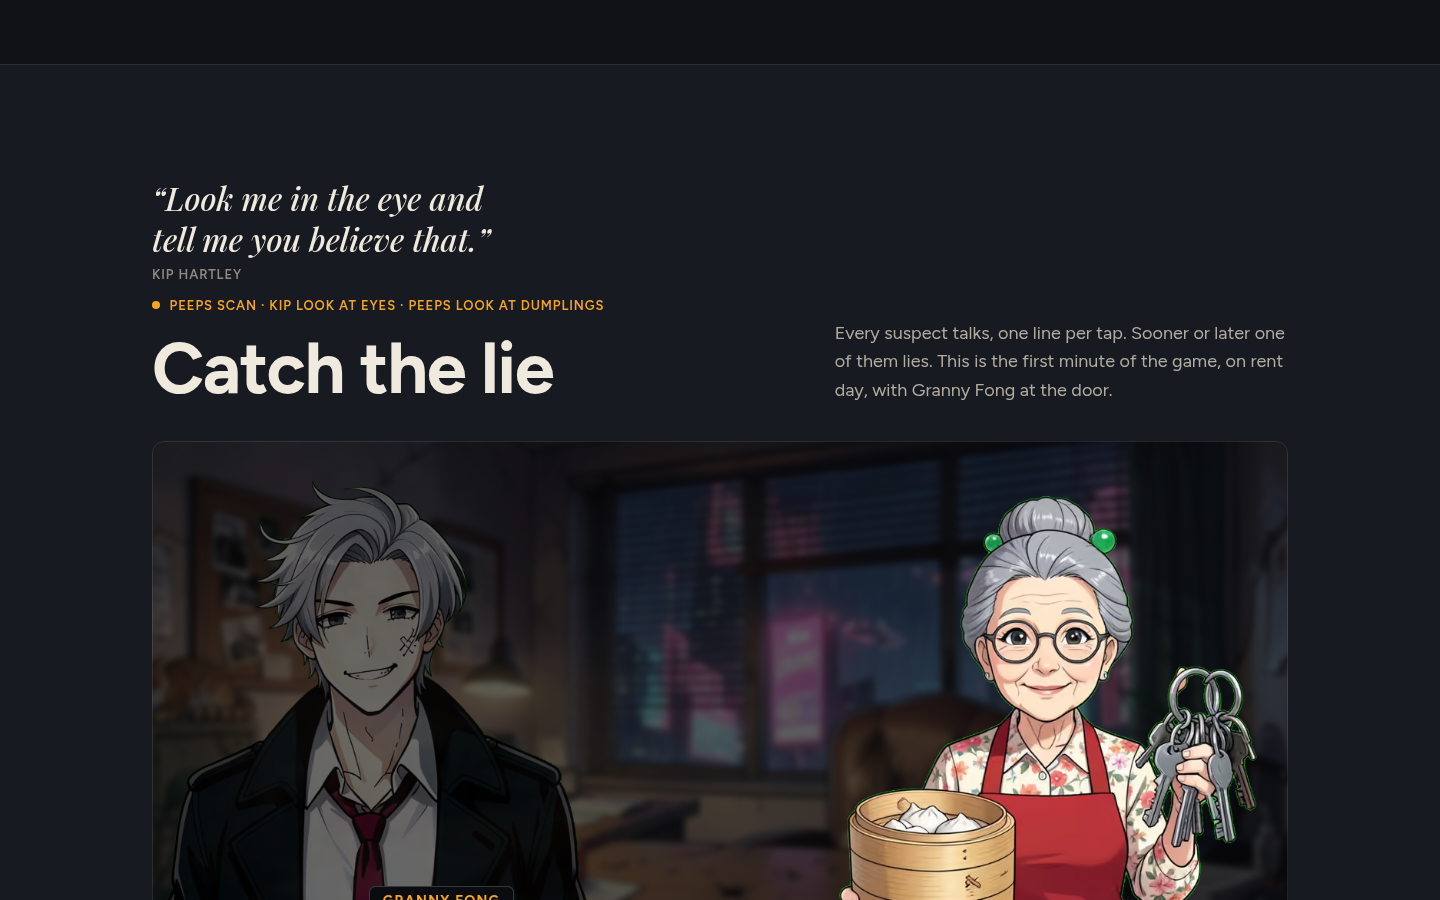 “Look me in the eye and
tell me you believe that.”
KIP HARTLEY
PEEPS SCAN · KIP LOOK AT EYES · PEEPS LOOK AT DUMPLINGS
Catch the lie
Every suspect talks, one line per tap. Sooner or later one
of them lies. This is the first minute of the game, on rent
day, with Granny Fong at the door.
GRANNY FONG